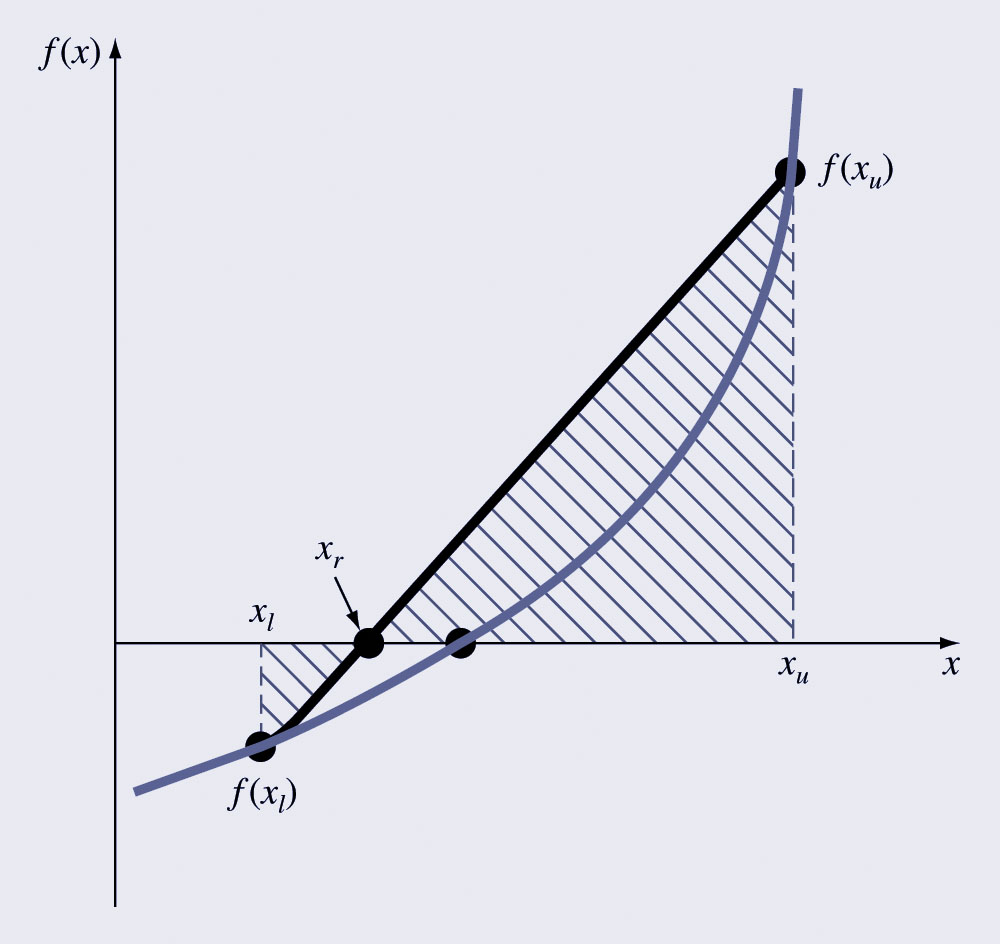 f(x)
f(x_u)
x_r
x_l
x_u
x
f(x_l)